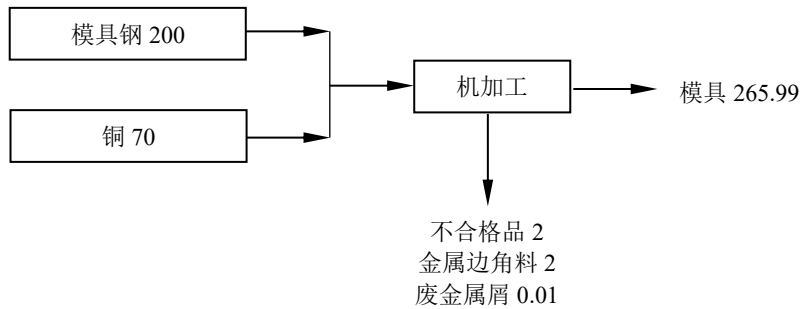 模具钢 200
铜 70
机加工
模具 265.99
不合格品 2
金属边角料 2
废金属屑 0.01